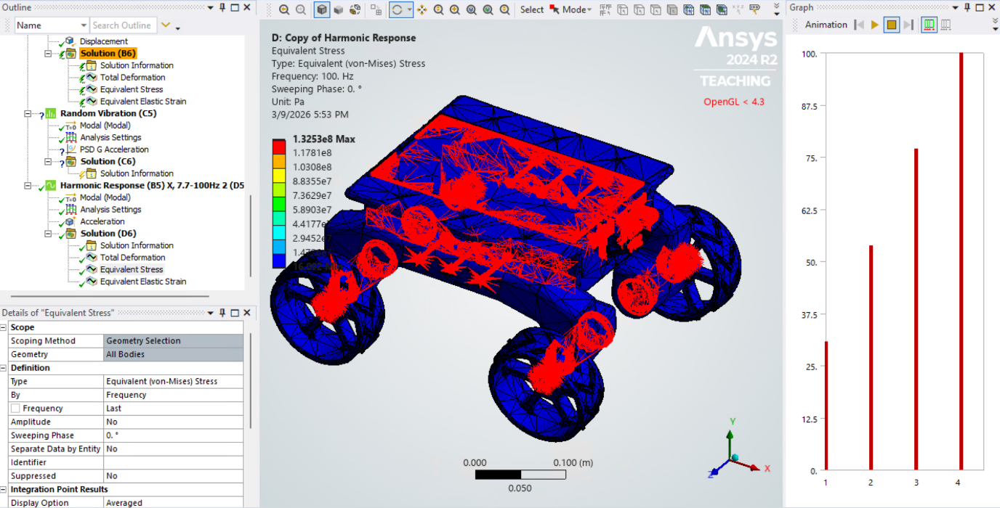 Outline
Name
Search Outline
Displacement
Solution (B6)
Solution Information
Total Deformation
Equivalent Stress
Equivalent Elastic Strain
Random Vibration (C5)
Modal (Modal)
Analysis Settings
PSD G Acceleration
Solution (C6)
Solution Information
Harmonic Response (B5) X, 7.7-100Hz 2 (D5
T=0 Modal (Modal)
Analysis Settings
Acceleration
Solution (D6)
Solution Information
Total Deformation
Equivalent Stress
Equivalent Elastic Strain
Details of "Equivalent Stress"
Scope
Scoping Method Geometry Selection
Geometry All Bodies
Definition
Type Equivalent (von-Mises) Stress
By Frequency
Frequency Last
Amplitude No
Sweeping Phase 0. °
Separate Data by Entity No
Identifier
Suppressed No
Integration Point Results
Display Option Averaged
Select Mode
D: Copy of Harmonic Response
Equivalent Stress
Type: Equivalent (von-Mises) Stress
Frequency: 100. Hz
Sweeping Phase: 0. °
Unit: Pa
3/9/2026 5:53 PM
1.3253e8 Max
1.1781e8
1.0308e8
8.8355e7
7.3629e7
5.8903e7
4.4177e
2.9452e
Ansys
2024 R2
TEACHING
OpenGL < 4.3
0.000 0.100 (m)
0.050
Y
X
Z
Graph
Animation
100.
87.5
75.
62.5
50.
37.5
25.
12.5
0.
1 2 3 4